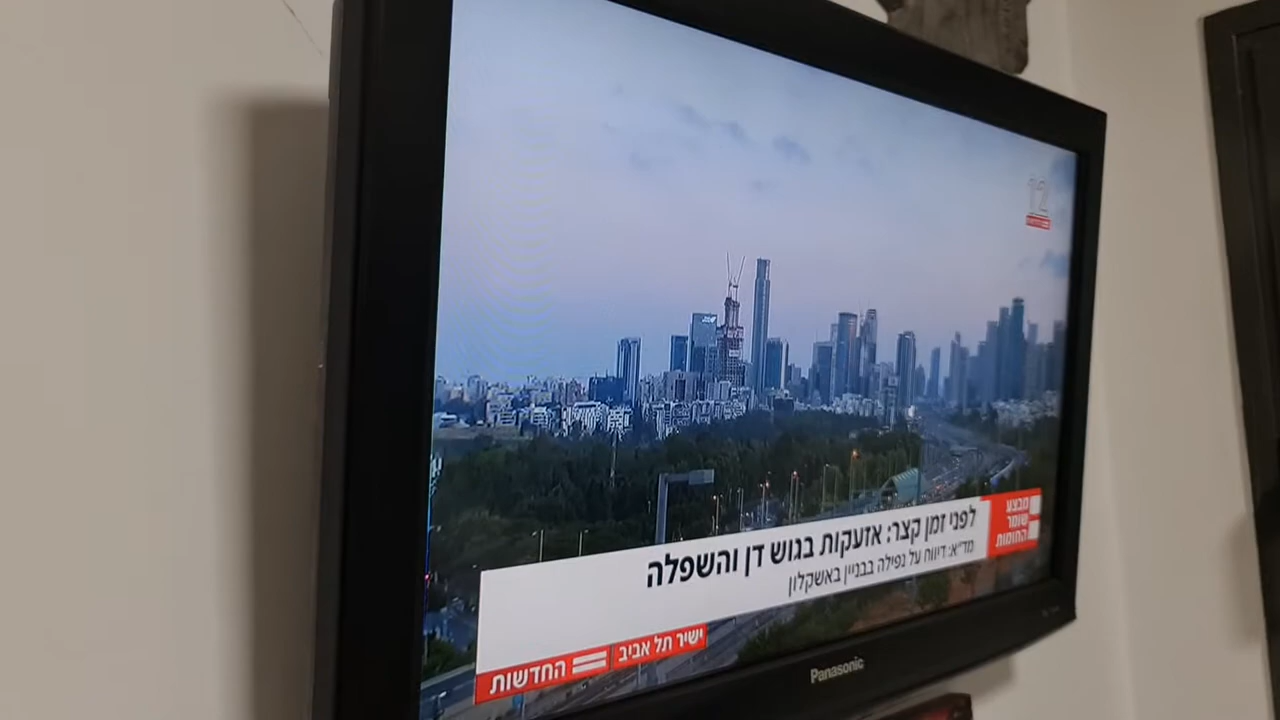 12
מבצע
שומר
החומות
לפני זמן קצר: אזעקות בגוש דן והשפלה
מד"א: דיווח על נפילה בבניין באשקלון
ישיר תל אביב
החדשות
Panasonic